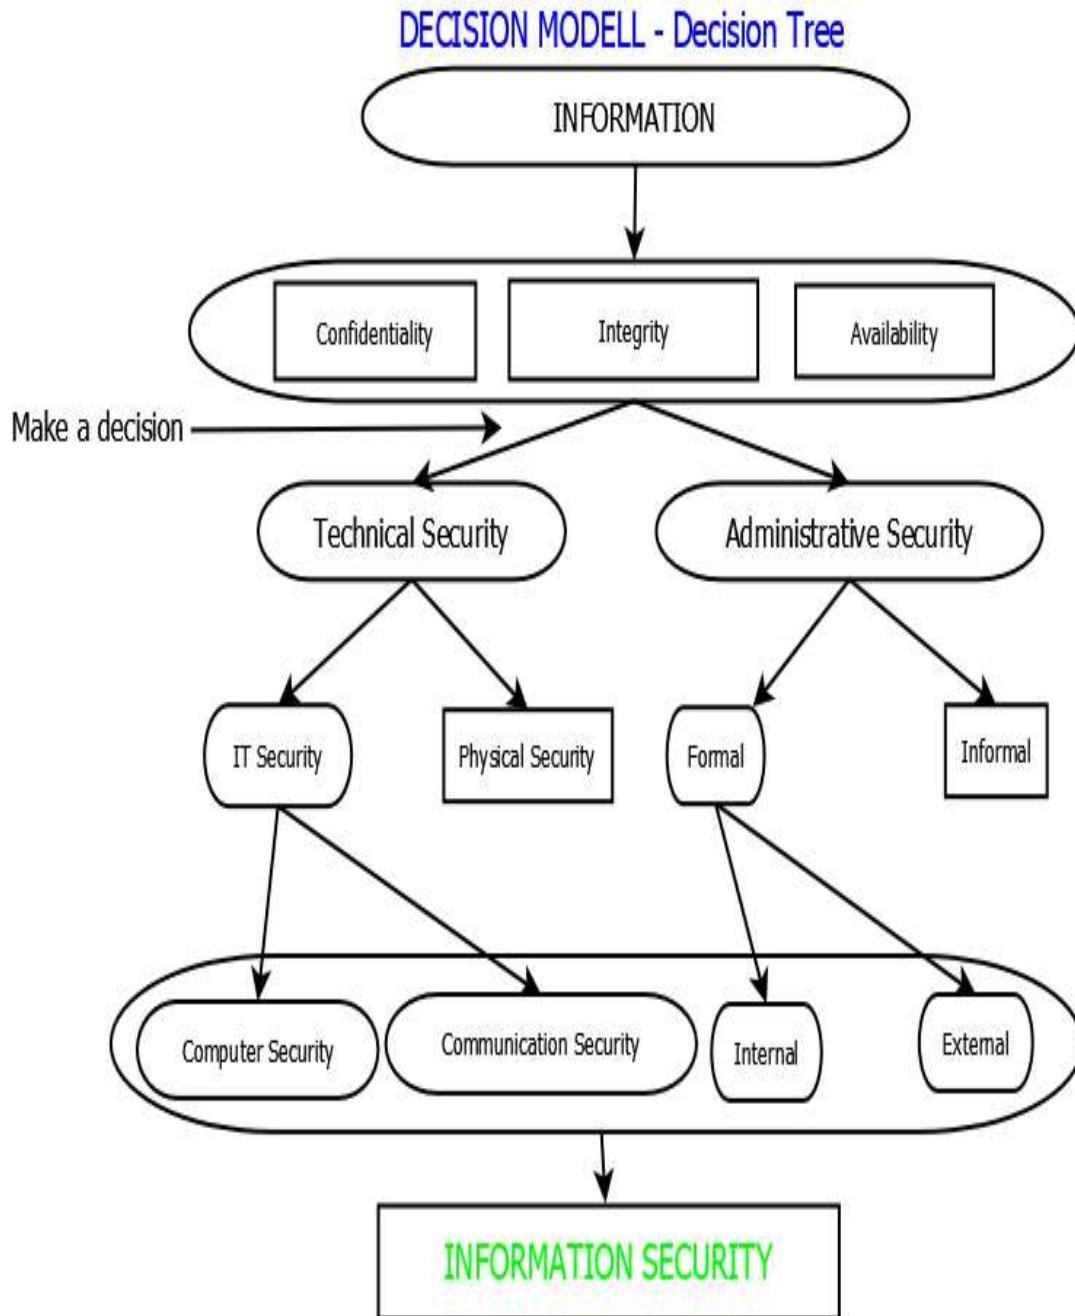 DECISION MODELL - Decision Tree
INFORMATION
Confidentiality
Integrity
Availability
Make a decision
Technical Security
Administrative Security
IT Security
Physical Security
Formal
Informal
Computer Security
Communication Security
Internal
External
INFORMATION SECURITY